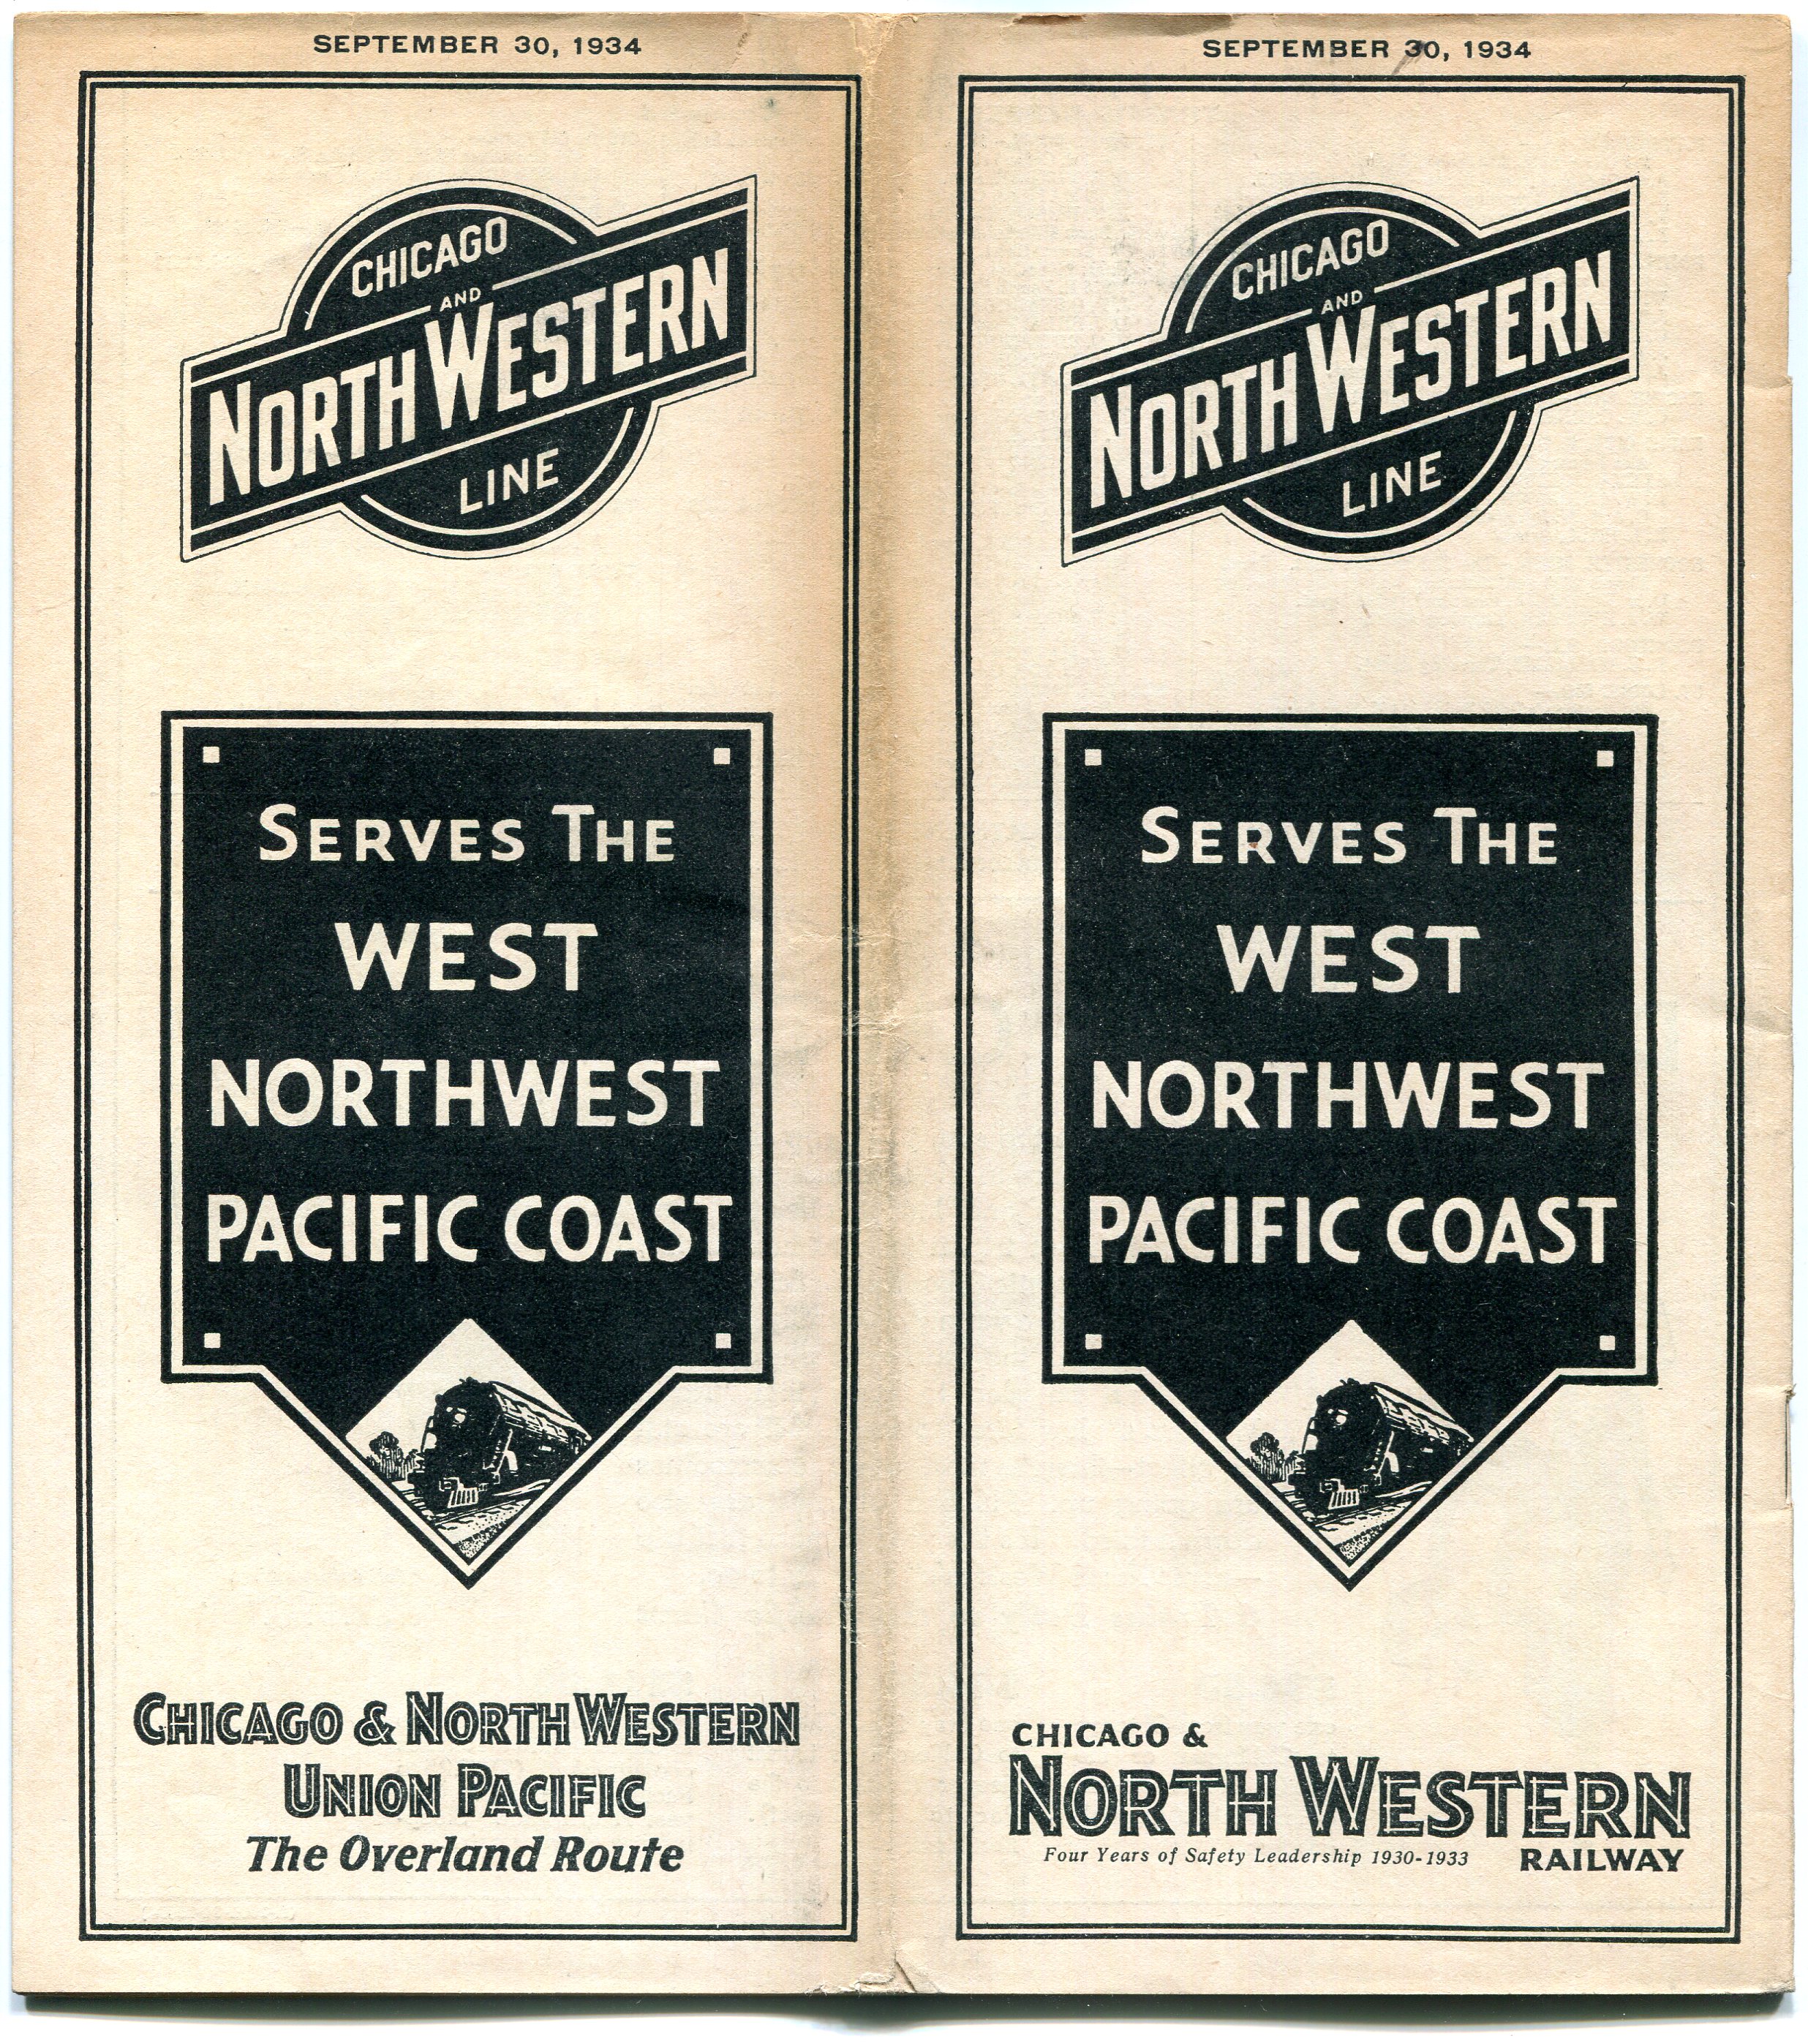 SEPTEMBER 30, 1934
CHICAGO
AND
NORTH WESTERN
LINE
SERVES THE
WEST
NORTHWEST
PACIFIC COAST
CHICAGO & NORTH WESTERN
UNION PACIFIC
The Overland Route
SEPTEMBER 30, 1934
CHICAGO
AND
NORTH WESTERN
LINE
SERVES THE
WEST
NORTHWEST
PACIFIC COAST
CHICAGO &
NORTH WESTERN
Four Years of Safety Leadership 1930-1933 RAILWAY